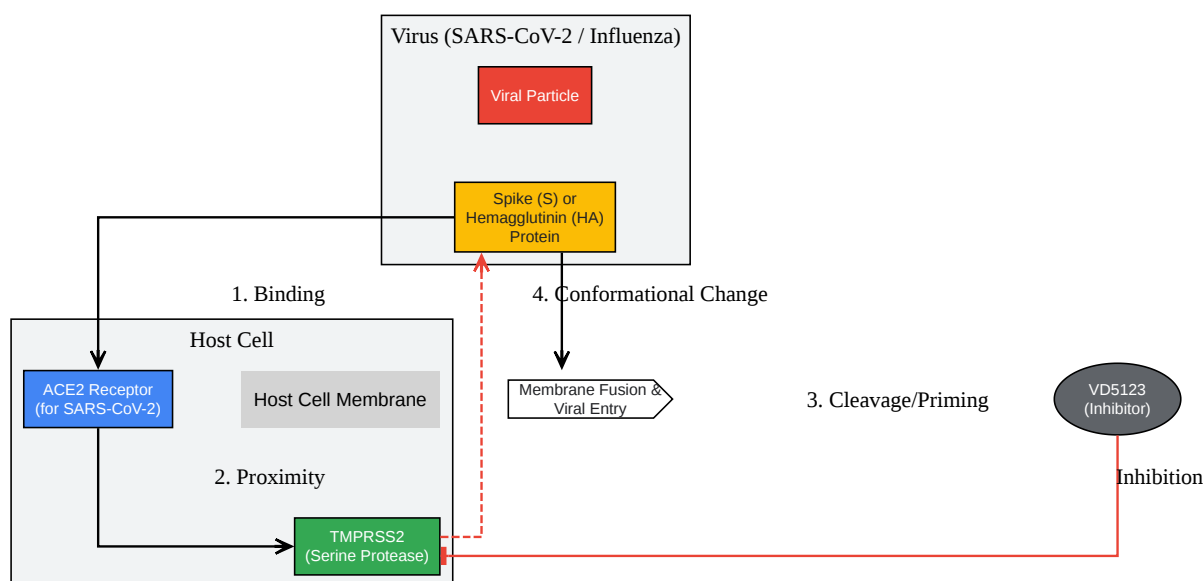 Virus (SARS-CoV-2 / Influenza)
Viral Particle
Spike (S) or
Hemagglutinin (HA)
Protein
1. Binding
4. Conformational Change
Host Cell
ACE2 Receptor
(for SARS-CoV-2)
Host Cell Membrane
Membrane Fusion &
Viral Entry
3. Cleavage/Priming
VD5123
(Inhibitor)
2. Proximity
Inhibition
TMPRSS2
(Serine Protease)